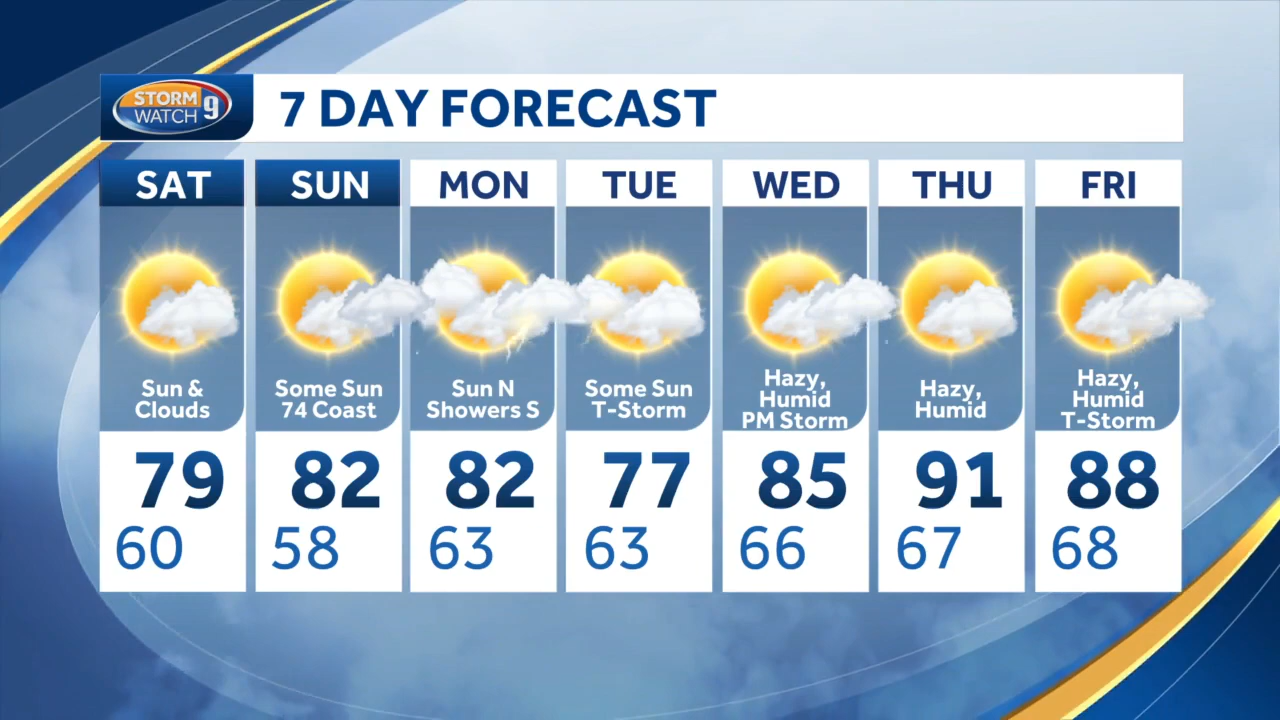 STORM
WATCH 9
7 DAY FORECAST
SAT
Sun &
Clouds
79
60
SUN
Some Sun
74 Coast
82
58
MON
Sun N
Showers S
82
63
TUE
Some Sun
T-Storm
77
63
WED
Hazy,
Humid
PM Storm
85
66
THU
Hazy,
Humid
91
67
FRI
Hazy,
Humid
T-Storm
88
68